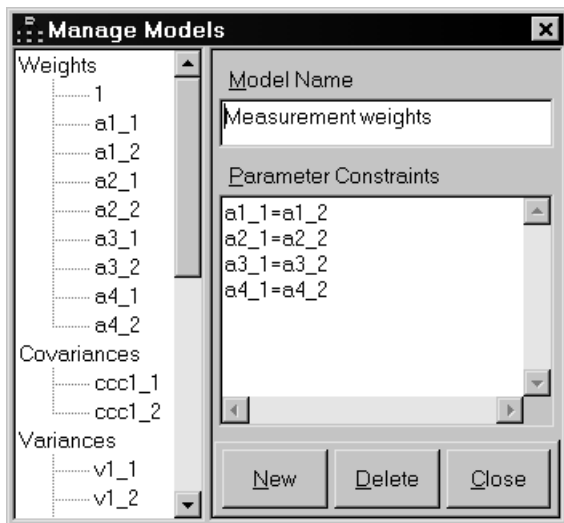 Manage Models
Weights
1
a1_1
a1_2
a2_1
a2_2
a3_1
a3_2
a4_1
a4_2
Covariances
ccc1_1
ccc1_2
Variances
v1_1
v1_2
Model Name
Measurement weights
Parameter Constraints
a1_1=a1_2
a2_1=a2_2
a3_1=a3_2
a4_1=a4_2
New Delete Close